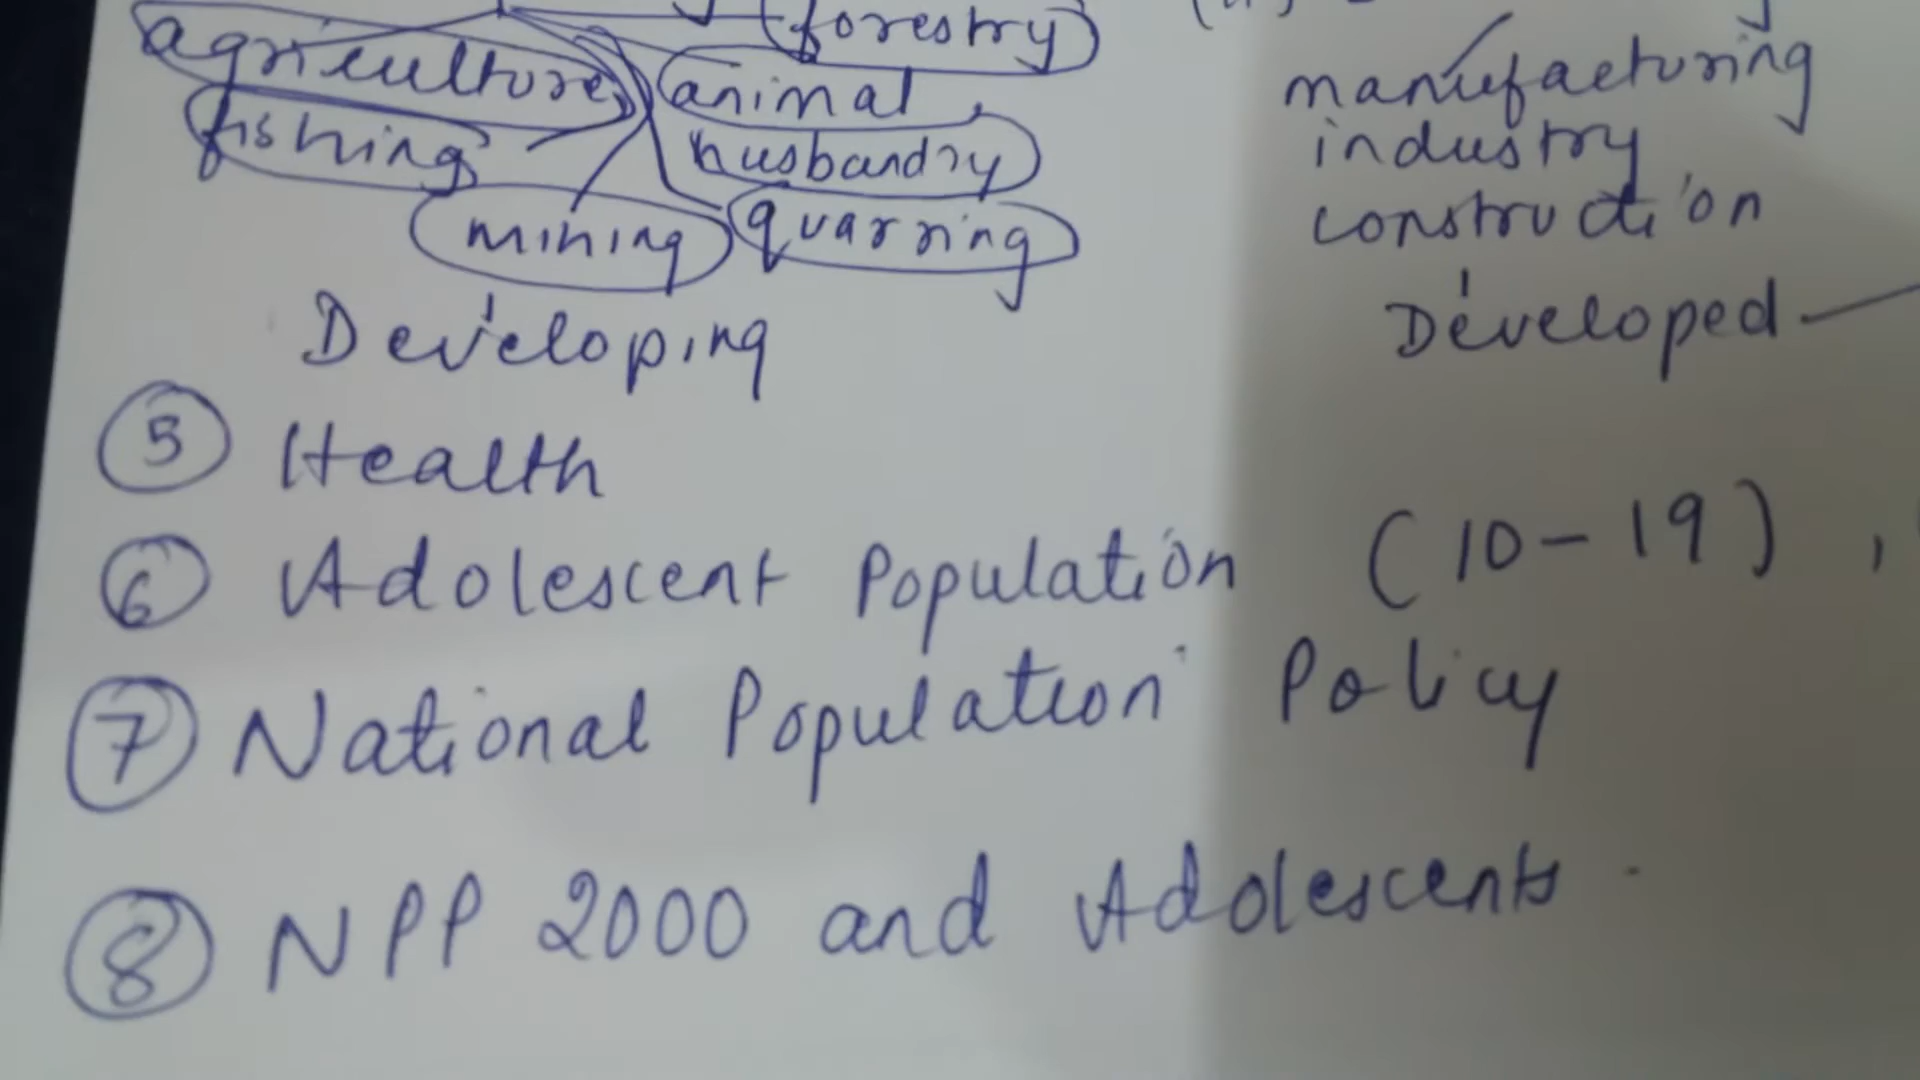 forestry
agriculture, animal
manufacturing
fishing husbandry
industry
mining quarring
construction
Developing Developed
5 Health
6 Adolescent Population (10-19),
7 National Population Policy
8 NPP 2000 and Adolescents.